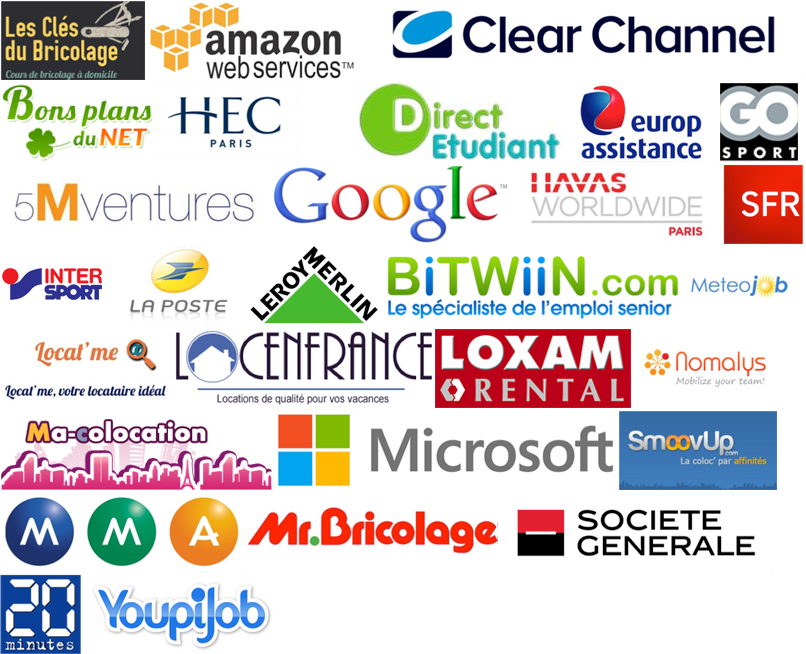 Les Clés
du Bricolage
Cours de bricolage à domicile
amazon
web services™
Clear Channel
Bons plans
du NET
HEC
PARIS
Direct
Etudiant
europ
assistance
GO
SPORT
5Mventures
Google™
HAVAS
WORLDWIDE
PARIS
SFR
INTER
SPORT
LA POSTE
LEROY MERLIN
BiTWiiN.com
Le spécialiste de l'emploi senior
Meteojob
Locat'me
Locat'me, votre locataire idéal
LOCENFRANCE
Locations de qualité pour vos vacances
LOXAM
RENTAL
Nomalys
Mobilize your team!
Ma-colocation
Microsoft
SmoovUp.com
La coloc' par affinités
M M A
Mr.Bricolage
SOCIETE
GENERALE
20
minutes
YoupiJob